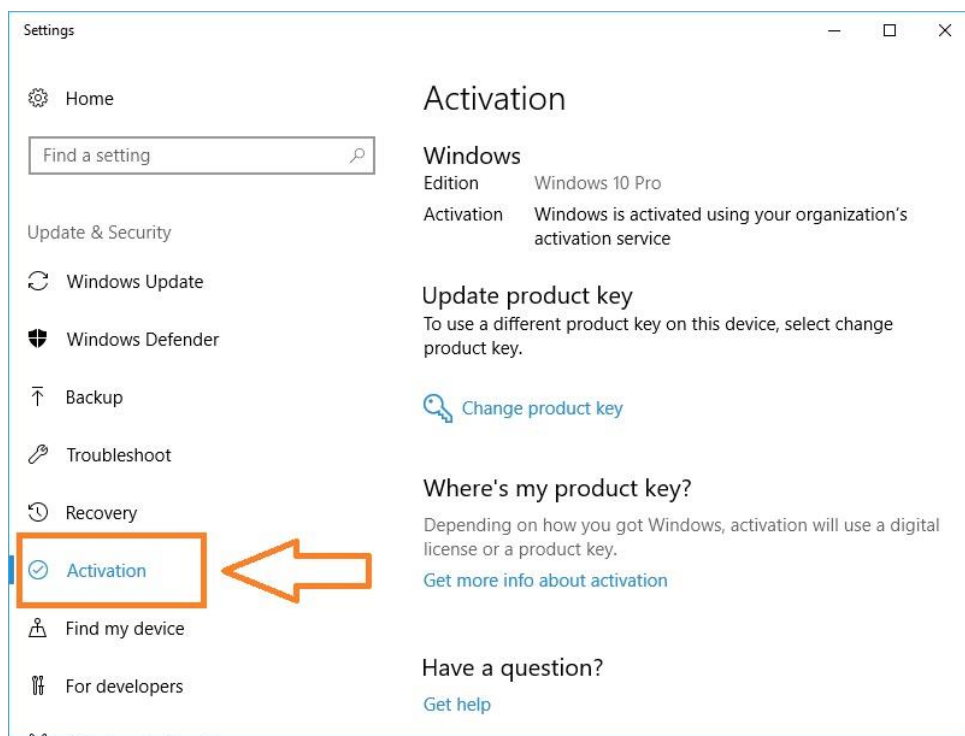 Settings
Home
Find a setting
Update & Security
Windows Update
Windows Defender
Backup
Troubleshoot
Recovery
Activation
Find my device
For developers
Activation
Windows
Edition Windows 10 Pro
Activation Windows is activated using your organization's
activation service
Update product key
To use a different product key on this device, select change
product key.
Change product key
Where's my product key?
Depending on how you got Windows, activation will use a digital
license or a product key.
Get more info about activation
Have a question?
Get help